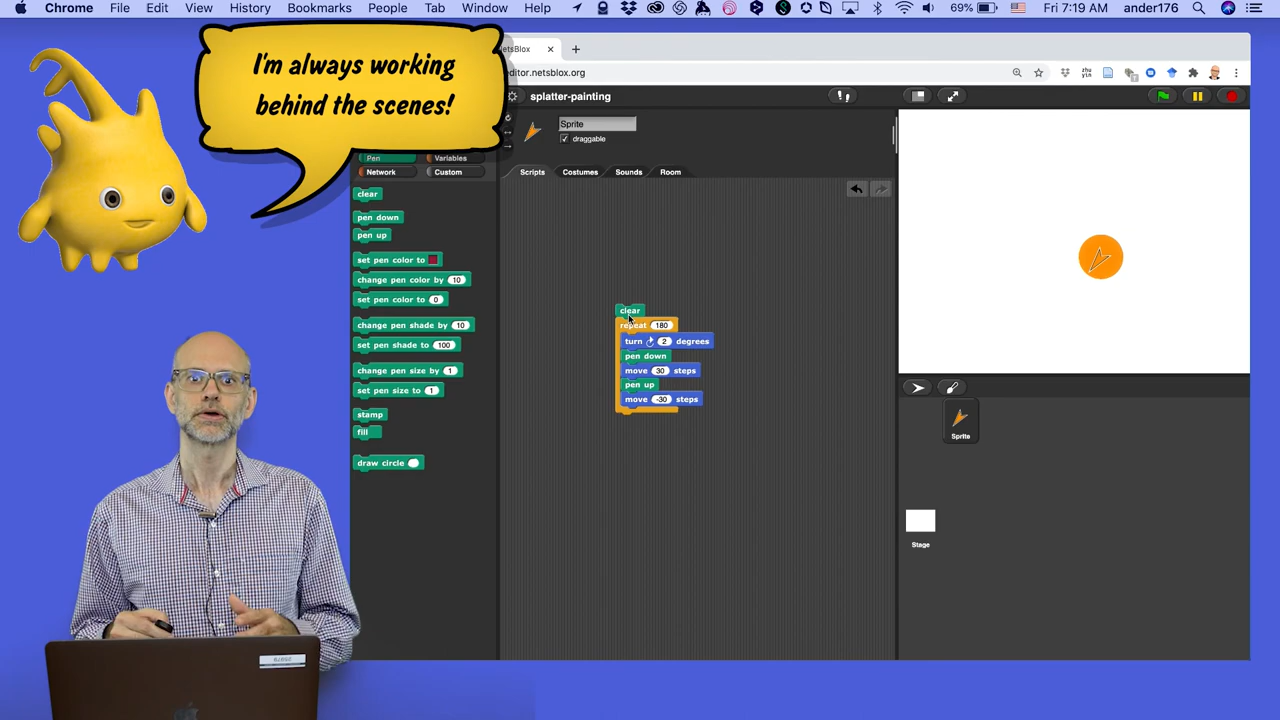 Chrome File Edit View History Bookmarks People Tab Window Help 69% Fri 7:19 AM ander176
I'm always working
behind the scenes!
etsBlox
editor.netsblox.org
splatter-painting
Sprite
draggable
Pen Variables
Network Custom
Scripts Costumes Sounds Room
clear
pen down
pen up
set pen color to
change pen color by 10
set pen color to 0
change pen shade by 10
set pen shade to 100
change pen size by 1
set pen size to 1
stamp
fill
draw circle
clear
repeat 180
turn 2 degrees
pen down
move 30 steps
pen up
move -30 steps
Sprite
Stage